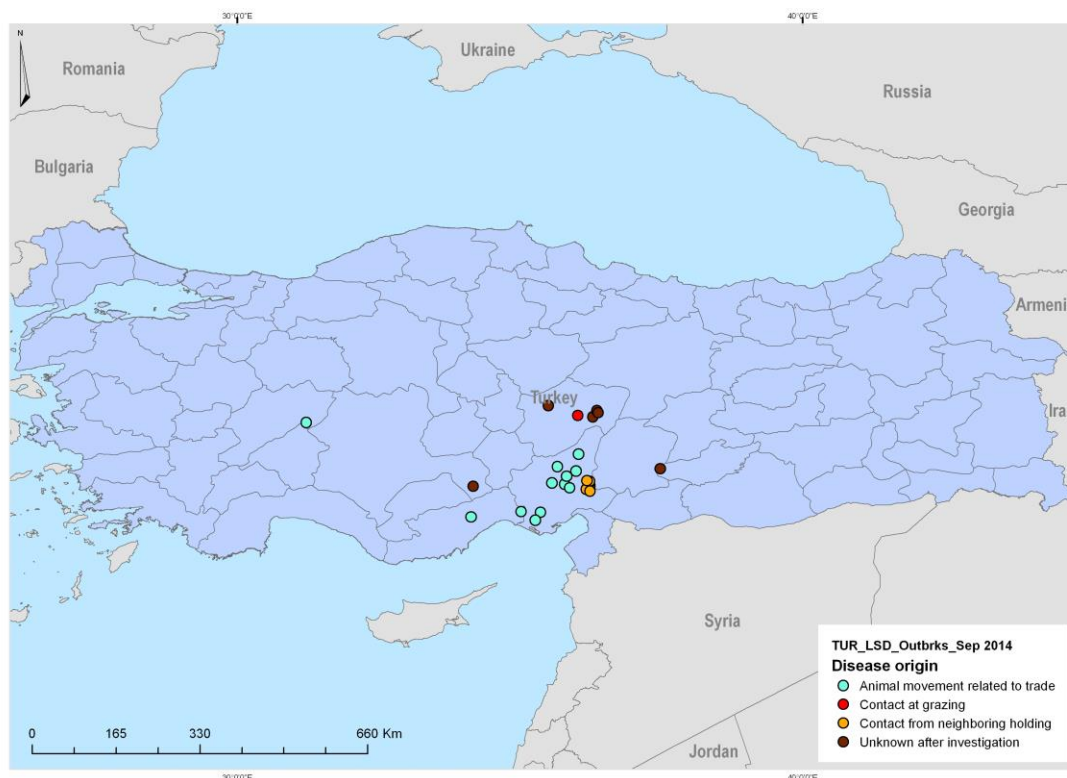 30°0'0"E
40°0'0"E
N
Ukraine
Romania
Russia
Bulgaria
Georgia
Armeni
Turkey
Ira
Syria
TUR_LSD_Outbrks_Sep 2014
Disease origin
Animal movement related to trade
Contact at grazing
Contact from neighboring holding
Unknown after investigation
0 165 330 660 Km
Jordan
30°0'0"E
40°0'0"E